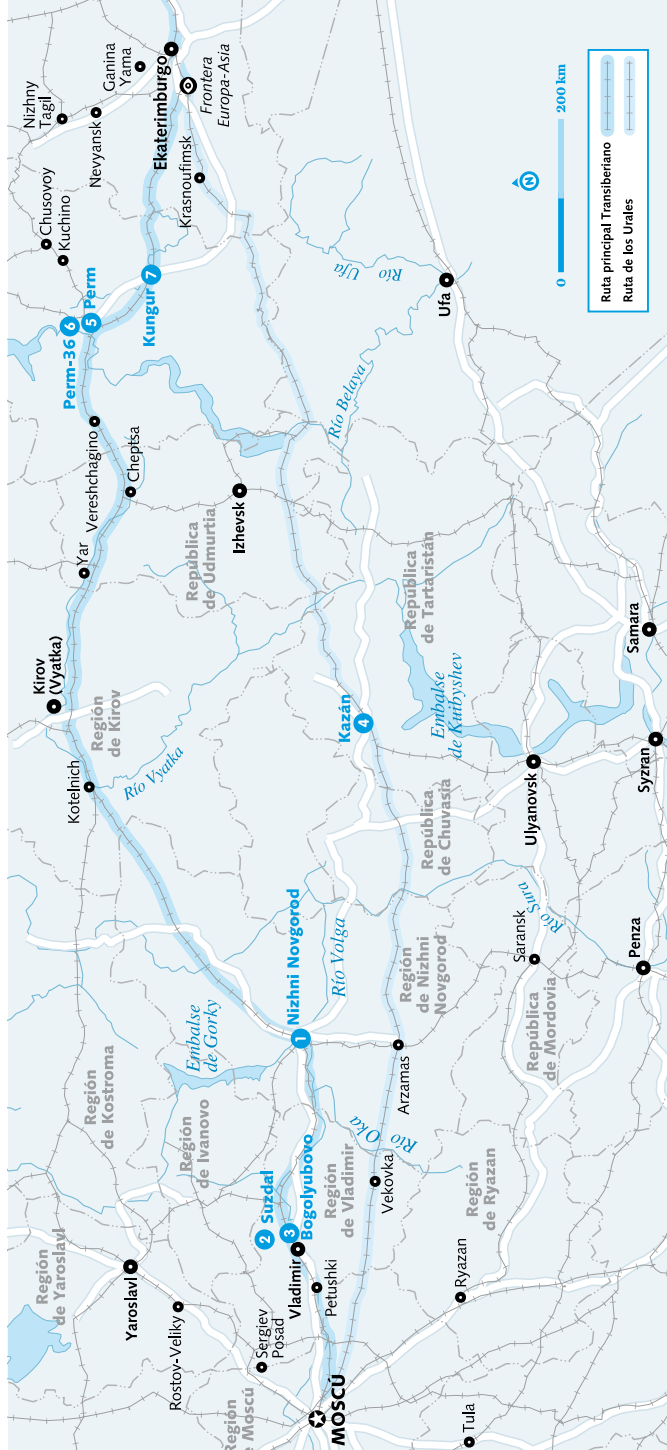 Nizhny
Tagil
Ganina
Yama
Nevyansk
Ekaterimburgo
Frontera
Europa-Asia
Krasnoufimsk
Chusovoy
Kuchino
6
Perm-36
5
Perm
7
Kungur
Río
Ufa
Ufa
Río Belaya
Vereshchagino
Cheptsa
Yar
Izhevsk
República
de Udmurtia
República
de Tartaristán
Kirov
(Vyatka)
Región
de Kirov
Kotelnich
Río Vyatka
Kazán
4
Embalse
de Kuibyshev
Samara
Syzran
Ulyanovsk
República
de Chuvasia
Río Sura
Saransk
Penza
República
de Mordovia
1
Nizhni Novgorod
Río Volga
Región
de Nizhni
Novgorod
Arzamas
Embalse
de Gorky
Región
de Kostroma
Región
de Ivanovo
Río
Oka
Región
de Vladimir
Vekovka
Región
de Ryazan
2
Suzdal
3
Bogolyubovo
Vladimir
Petushki
Región
de Yaroslavl
Yaroslavl
Rostov-Veliky
Sergiev
Posad
Ryazan
Región
de Moscú
MOSCÚ
Tula
N
0
200 km
Ruta principal Transiberiano
Ruta de los Urales